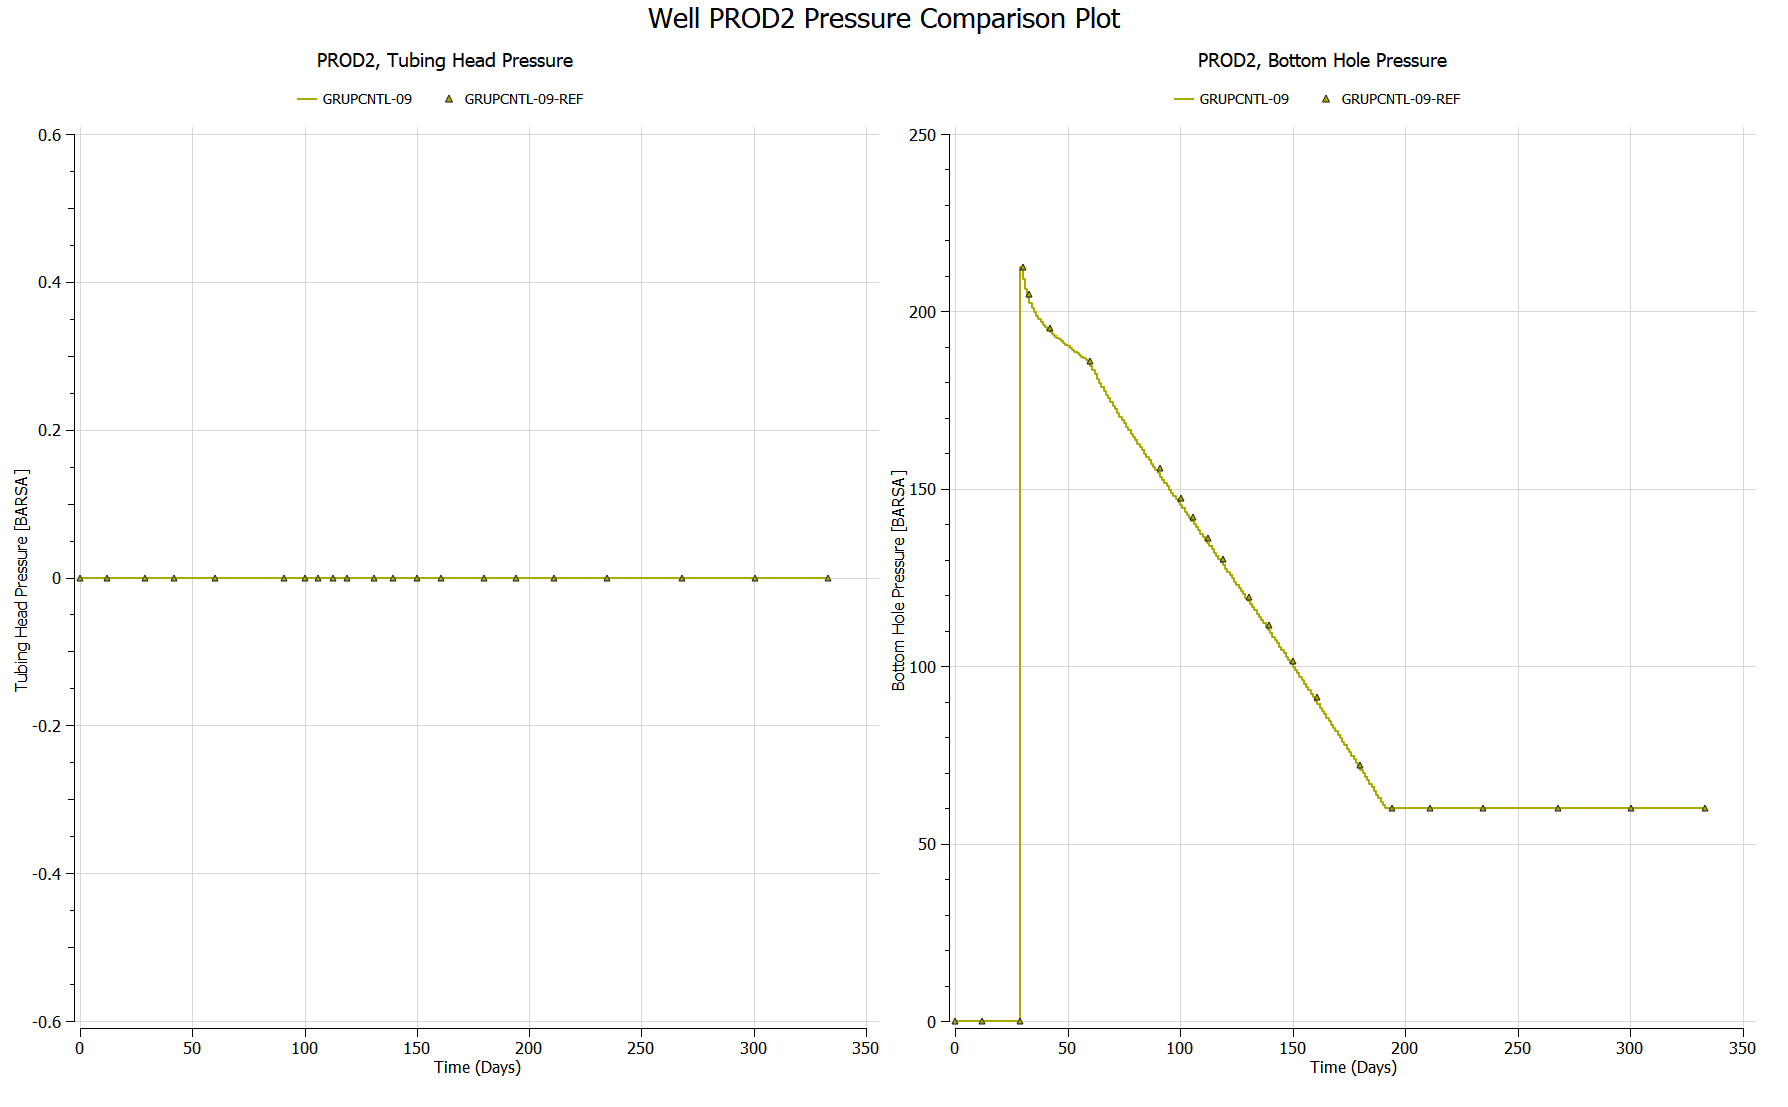 Well PROD2 Pressure Comparison Plot
PROD2, Tubing Head Pressure
GRUPCNTL-09 GRUPCNTL-09-REF
0.6
0.4
0.2
0
-0.2
-0.4
-0.6
Tubing Head Pressure [BARSA]
0 50 100 150 200 250 300 350
Time (Days)
PROD2, Bottom Hole Pressure
GRUPCNTL-09 GRUPCNTL-09-REF
250
200
150
100
50
0
Bottom Hole Pressure [BARSA]
0 50 100 150 200 250 300 350
Time (Days)